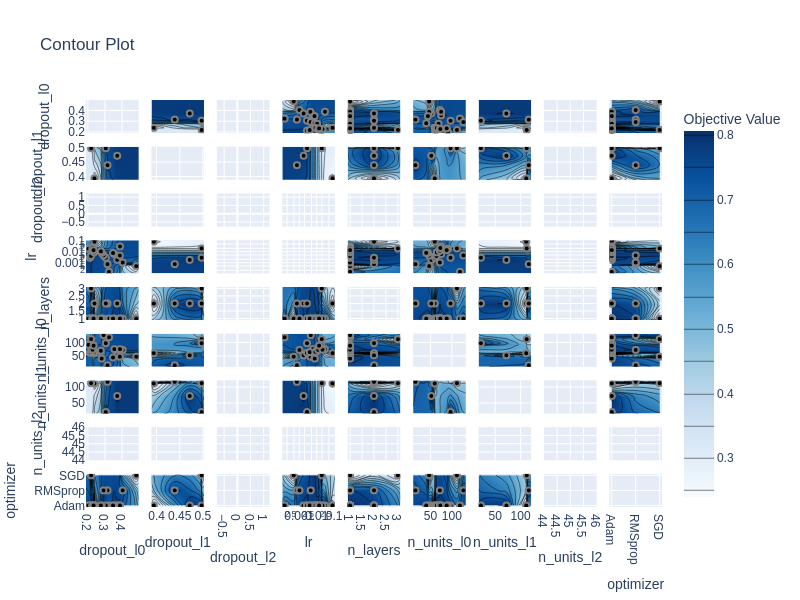 Contour Plot
Objective Value
0.8
0.7
0.6
0.5
0.4
0.3
dropout_l0
0.4
0.3
0.2
dropout_l1
0.5
0.45
0.4
dropout_l2
1
0.5
0
−0.5
lr
0.1
0.01
0.001
n_layers
3
2.5
2
1.5
1
n_units_l0
100
50
n_units_l1
100
50
n_units_l2
46
45.5
45
44.5
44
optimizer
SGD
RMSprop
Adam
0.2
0.3
0.4
dropout_l0
0.4
0.45
0.5
dropout_l1
−0.5
0
0.5
1
dropout_l2
lr
1
1.5
2
2.5
3
n_layers
50
100
n_units_l0
50
100
n_units_l1
44
44.5
45
45.5
46
n_units_l2
Adam
RMSprop
SGD
optimizer